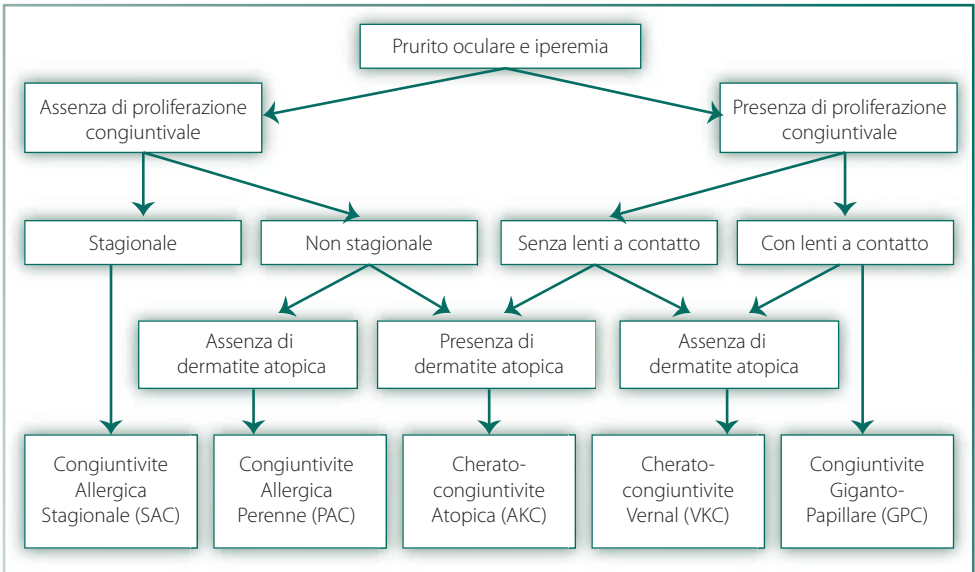 Prurito oculare e iperemia
Assenza di proliferazione
congiuntivale
Presenza di proliferazione
congiuntivale
Stagionale
Non stagionale
Senza lenti a contatto
Con lenti a contatto
Assenza di
dermatite atopica
Presenza di
dermatite atopica
Assenza di
dermatite atopica
Congiuntivite
Allergica
Stagionale (SAC)
Congiuntivite
Allergica
Perenne (PAC)
Cherato-
congiuntivite
Atopica (AKC)
Cherato-
congiuntivite
Vernal (VKC)
Congiuntivite
Giganto-
Papillare (GPC)